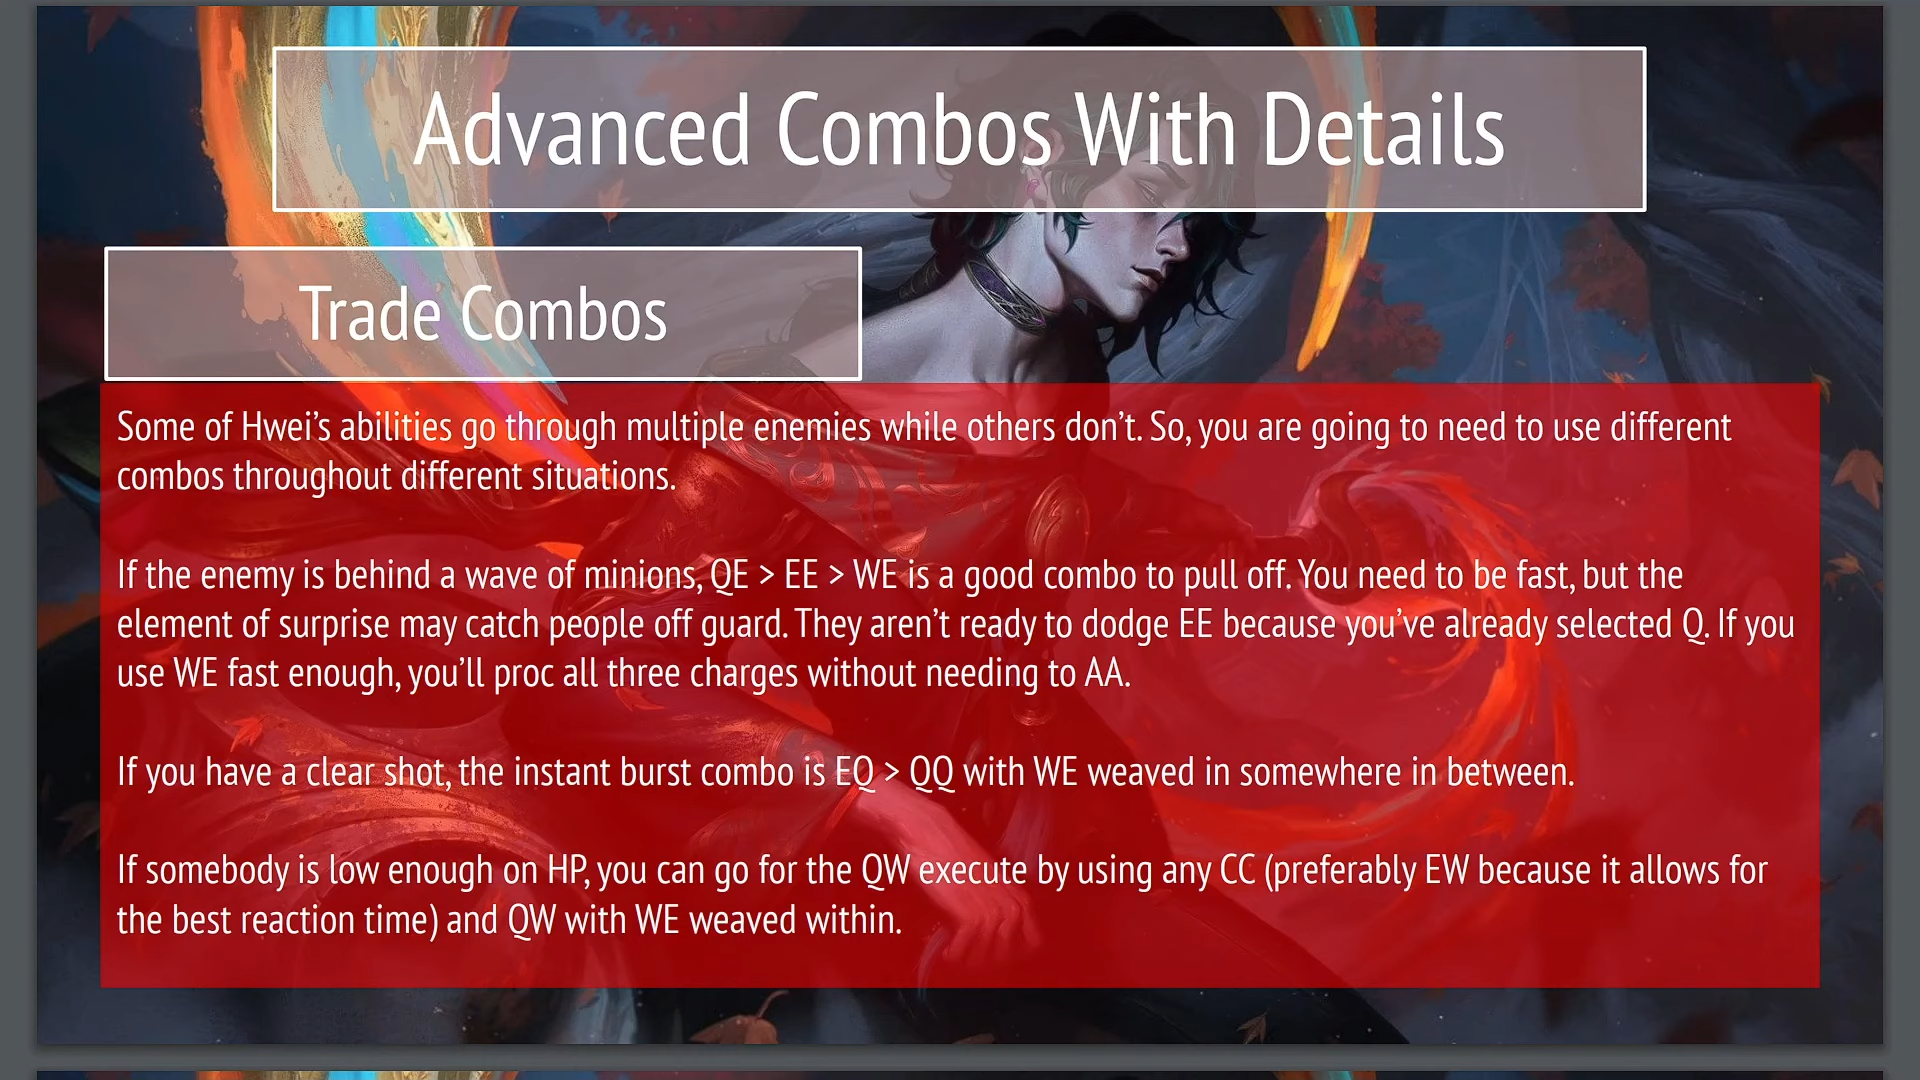 Advanced Combos With Details
Trade Combos
Some of Hwei’s abilities go through multiple enemies while others don’t. So, you are going to need to use different
combos throughout different situations.
If the enemy is behind a wave of minions, QE > EE > WE is a good combo to pull off. You need to be fast, but the
element of surprise may catch people off guard. They aren’t ready to dodge EE because you’ve already selected Q. If you
use WE fast enough, you’ll proc all three charges without needing to AA.
If you have a clear shot, the instant burst combo is EQ > QQ with WE weaved in somewhere in between.
If somebody is low enough on HP, you can go for the QW execute by using any CC (preferably EW because it allows for
the best reaction time) and QW with WE weaved within.